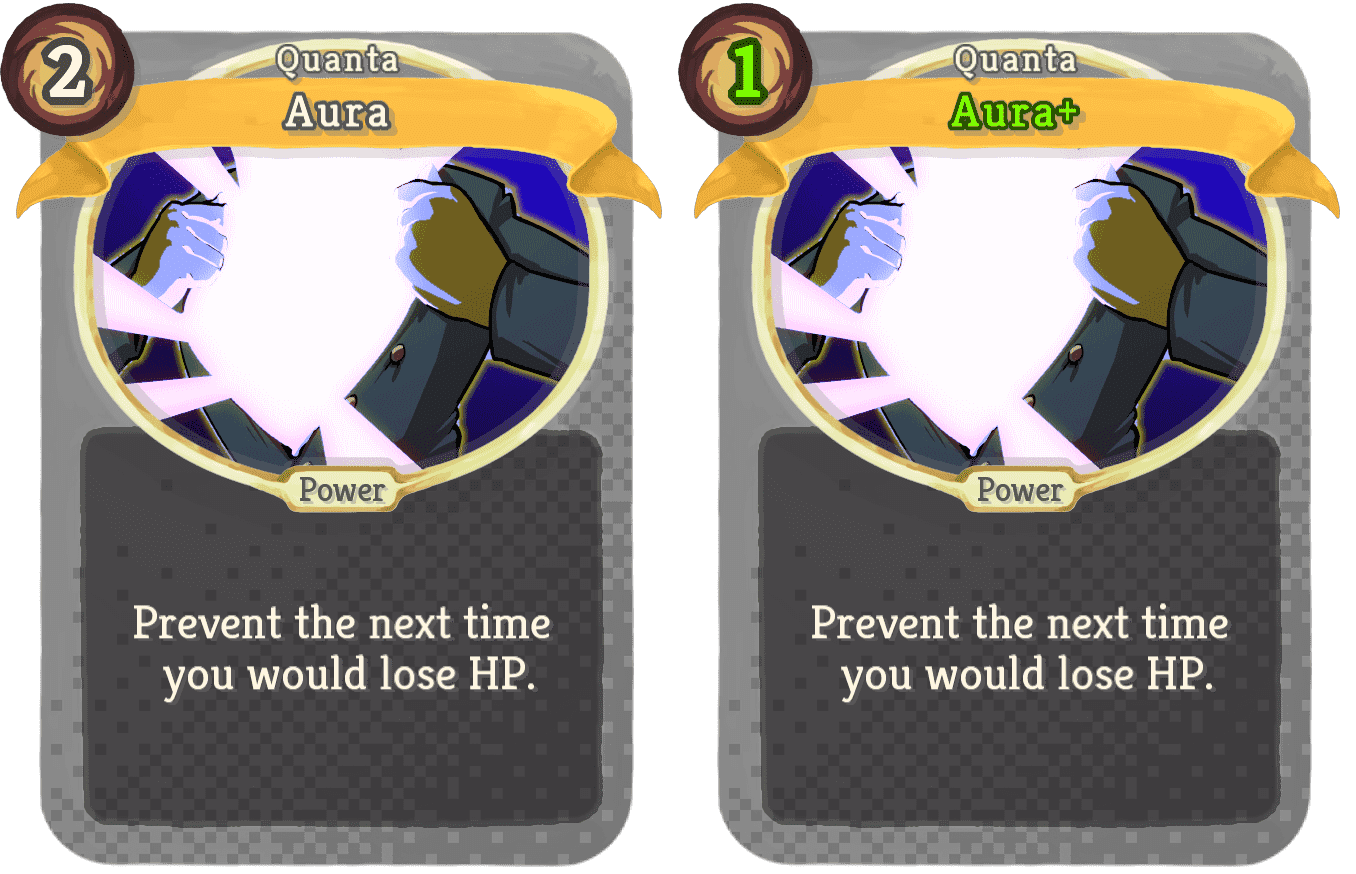 2
Quanta
Aura
Power
Prevent the next time
you would lose HP.
1
Quanta
Aura+
Power
Prevent the next time
you would lose HP.